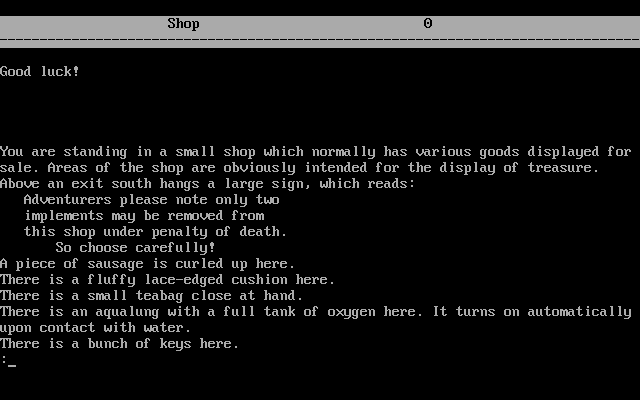 Shop 0
Good luck!
You are standing in a small shop which normally has various goods displayed for
sale. Areas of the shop are obviously intended for the display of treasure.
Above an exit south hangs a large sign, which reads:
Adventurers please note only two
implements may be removed from
this shop under penalty of death.
So choose carefully!
A piece of sausage is curled up here.
There is a fluffy lace-edged cushion here.
There is a small teabag close at hand.
There is an aqualung with a full tank of oxygen here. It turns on automatically
upon contact with water.
There is a bunch of keys here.
:_